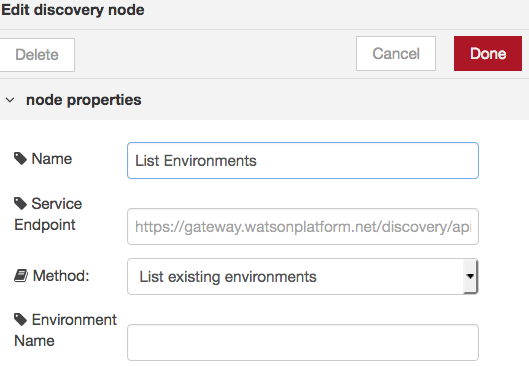 Edit discovery node
Delete
Cancel
Done
node properties
Name
List Environments
Service
Endpoint
https://gateway.watsonplatform.net/discovery/api
Method:
List existing environments
Environment
Name